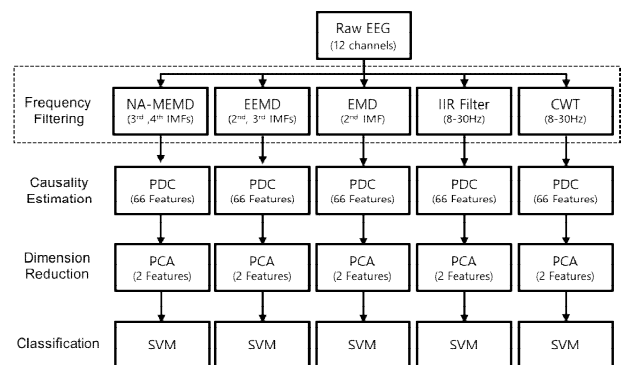 Raw EEG
(12 channels)
Frequency
Filtering
NA-MEMD
(3rd ,4th IMFs)
EEMD
(2nd, 3rd IMFs)
EMD
(2nd IMF)
IIR Filter
(8-30Hz)
CWT
(8-30Hz)
Causality
Estimation
PDC
(66 Features)
PDC
(66 Features)
PDC
(66 Features)
PDC
(66 Features)
PDC
(66 Features)
Dimension
Reduction
PCA
(2 Features)
PCA
(2 Features)
PCA
(2 Features)
PCA
(2 Features)
PCA
(2 Features)
Classification
SVM
SVM
SVM
SVM
SVM